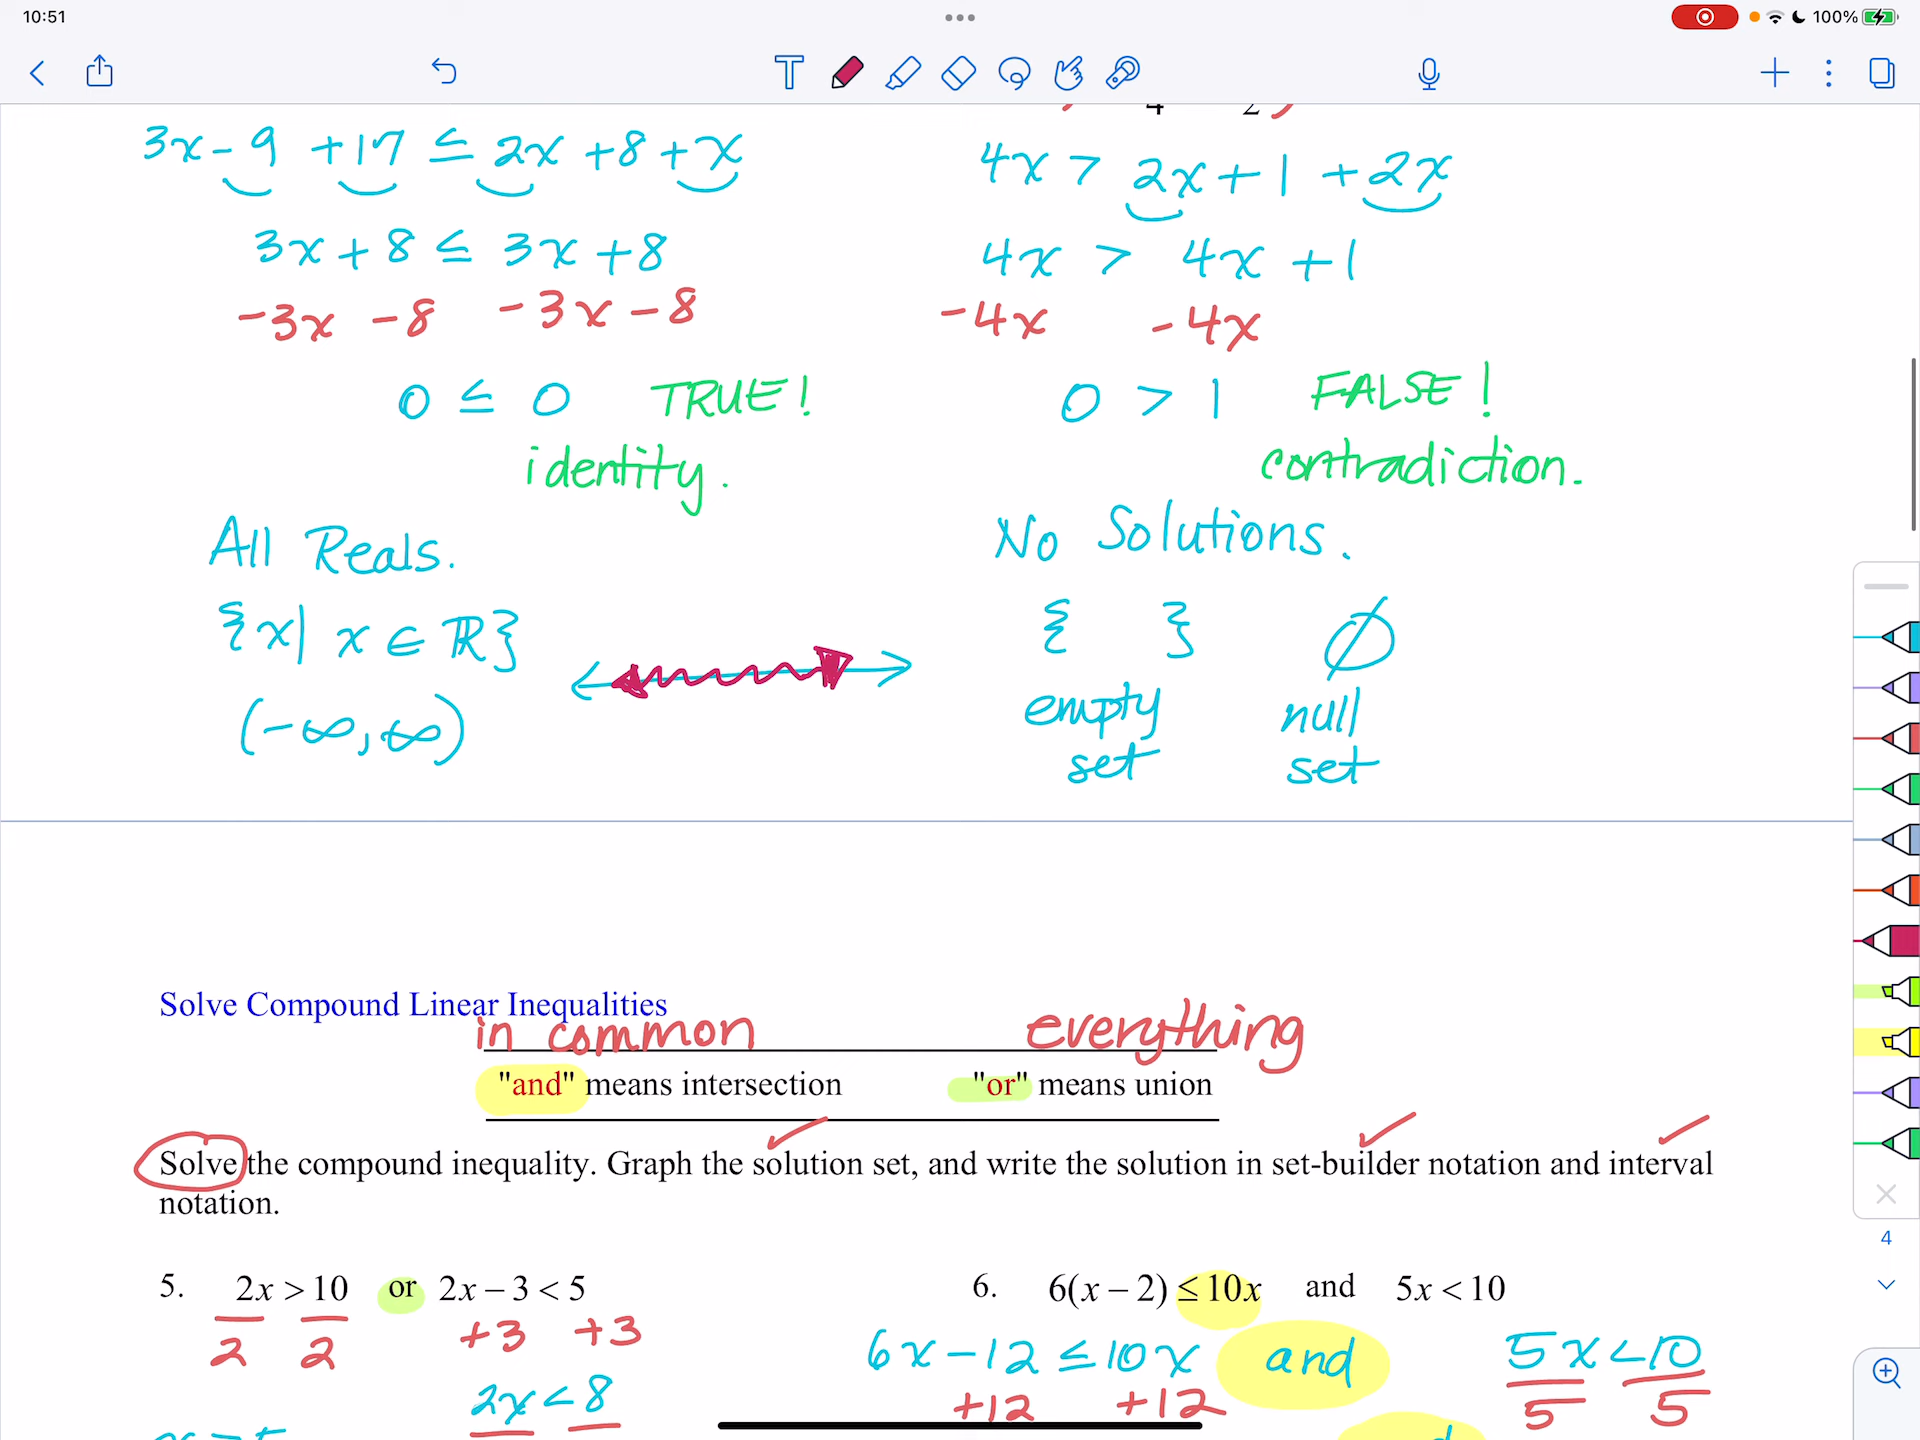 10:51
100%
3x - 9 + 17 ≤ 2x + 8 + x
3x + 8 ≤ 3x + 8
-3x - 8 -3x - 8
0 ≤ 0 TRUE!
identity.
All Reals.
{x| x ∈ ℝ}
(-∞, ∞)
4 2
4x > 2x + 1 + 2x
4x > 4x + 1
-4x -4x
0 > 1 FALSE!
contradiction.
No Solutions.
{ } ∅
empty null
set set
Solve Compound Linear Inequalities
in common everything
"and" means intersection "or" means union
Solve the compound inequality. Graph the solution set, and write the solution in set-builder notation and interval
notation.
5. 2x > 10 or 2x – 3 < 5
2 2 +3 +3
2x < 8
6. 6(x – 2) ≤ 10x and 5x < 10
6x - 12 ≤ 10x and 5x < 10
+12 +12 5 5
4